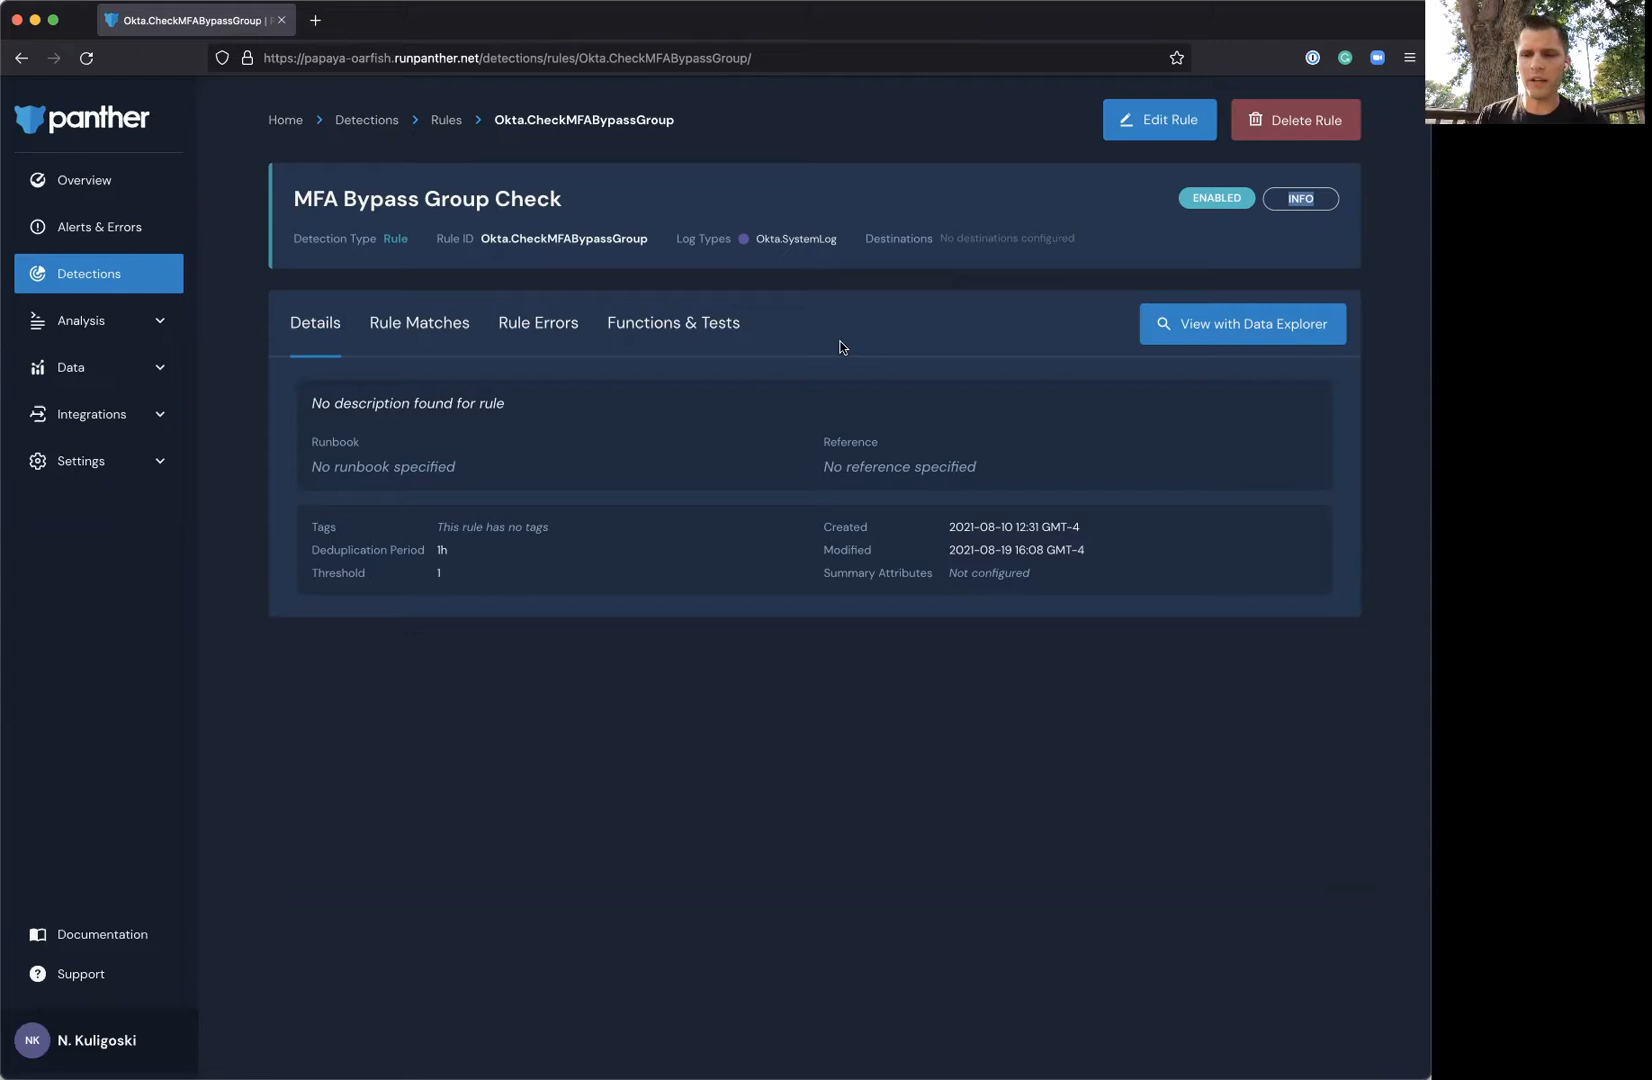 Okta.CheckMFABypassGroup |
https://papaya-oarfish.runpanther.net/detections/rules/Okta.CheckMFABypassGroup/
panther
Home > Detections > Rules > Okta.CheckMFABypassGroup
Edit Rule
Delete Rule
Overview
Alerts & Errors
Detections
Analysis
Data
Integrations
Settings
MFA Bypass Group Check
ENABLED
INFO
Detection Type Rule Rule ID Okta.CheckMFABypassGroup Log Types Okta.SystemLog Destinations No destinations configured
Details Rule Matches Rule Errors Functions & Tests
View with Data Explorer
No description found for rule
Runbook
No runbook specified
Reference
No reference specified
Tags This rule has no tags
Deduplication Period 1h
Threshold 1
Created 2021-08-10 12:31 GMT-4
Modified 2021-08-19 16:08 GMT-4
Summary Attributes Not configured
Documentation
Support
NK N. Kuligoski